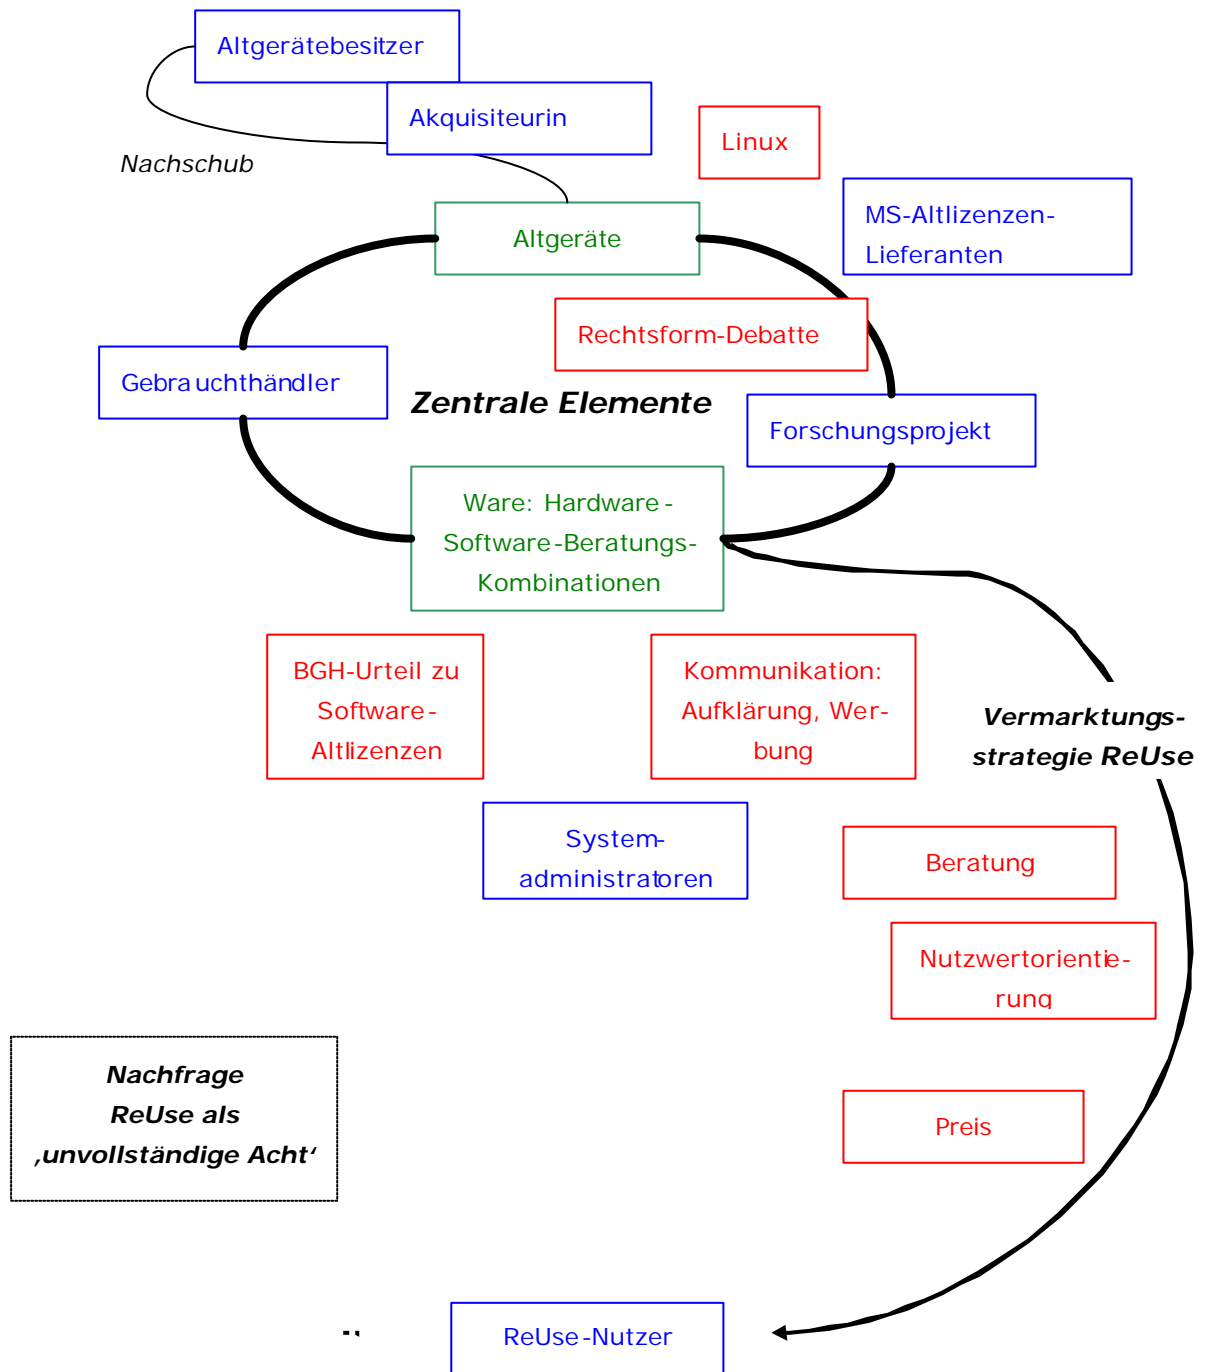 Altgerätebesitzer
Akquisiteurin
Linux
Nachschub
MS-Altlizenzen-
Lieferanten
Altgeräte
Rechtsform-Debatte
Gebrauchthändler
Zentrale Elemente
Forschungsprojekt
Ware: Hardware-
Software-Beratungs-
Kombinationen
BGH-Urteil zu
Software-
Altlizenzen
Kommunikation:
Aufklärung, Wer-
bung
Vermarktungs-
strategie ReUse
System-
administratoren
Beratung
Nutzwertorientie-
rung
Nachfrage
ReUse als
‚unvollständige Acht‘
Preis
ReUse-Nutzer